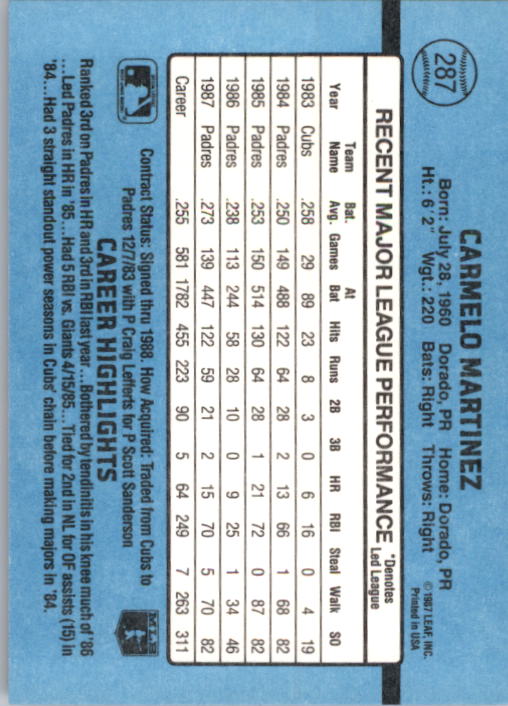 287
CARMELO MARTINEZ
Born: July 28, 1960 Dorado, PR Home: Dorado, PR
Ht.: 6' 2" Wgt.: 220 Bats: Right Throws: Right
© 1987 LEAF, INC.
Printed in USA
RECENT MAJOR LEAGUE PERFORMANCE *Denotes
Led League
Year Team Name Bat. Avg. Games At Bat Hits Runs 2B 3B HR RBI Steal Walk SO
1983 Cubs .258 29 89 23 8 3 0 6 16 0 4 19
1984 Padres .250 149 488 122 64 28 2 13 66 1 68 82
1985 Padres .253 150 514 130 64 28 1 21 72 0 87 82
1986 Padres .238 113 244 58 28 10 0 9 25 1 34 46
1987 Padres .273 139 447 122 59 21 2 15 70 5 70 82
Career .255 581 1782 455 223 90 5 64 249 7 263 311
Contract Status: Signed thru 1988. How Acquired: Traded from Cubs to
Padres 12/7/83 with P Craig Lefferts for P Scott Sanderson
MLB
CAREER HIGHLIGHTS
Ranked 3rd on Padres in HR and 3rd in RBI last year...Bothered by tendinitis in his knee much of '86
...Led Padres in HR in '85...Had 5 RBI vs. Giants 4/15/85...Tied for 2nd in NL for OF assists (15) in
'84...Had 3 straight standout power seasons in Cubs' chain before making majors in '84.